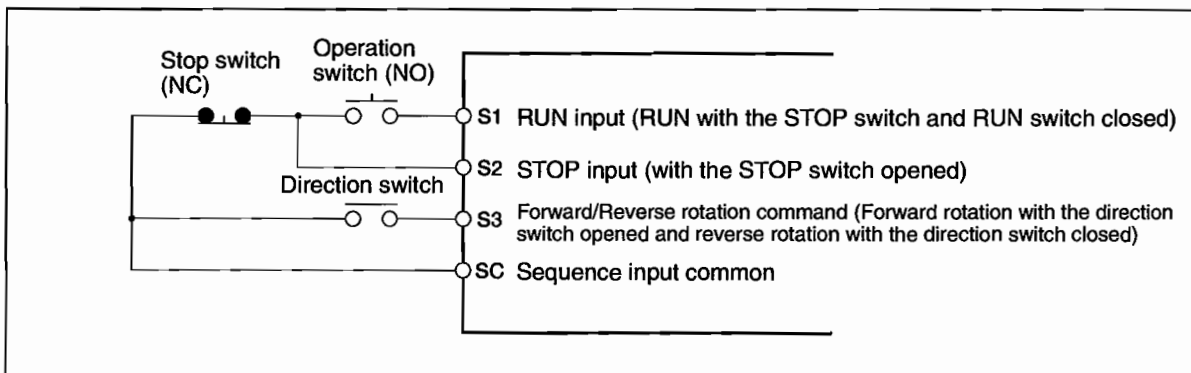 Stop switch
(NC)
Operation
switch (NO)
S1 RUN input (RUN with the STOP switch and RUN switch closed)
S2 STOP input (with the STOP switch opened)
Direction switch
S3 Forward/Reverse rotation command (Forward rotation with the direction
switch opened and reverse rotation with the direction switch closed)
SC Sequence input common